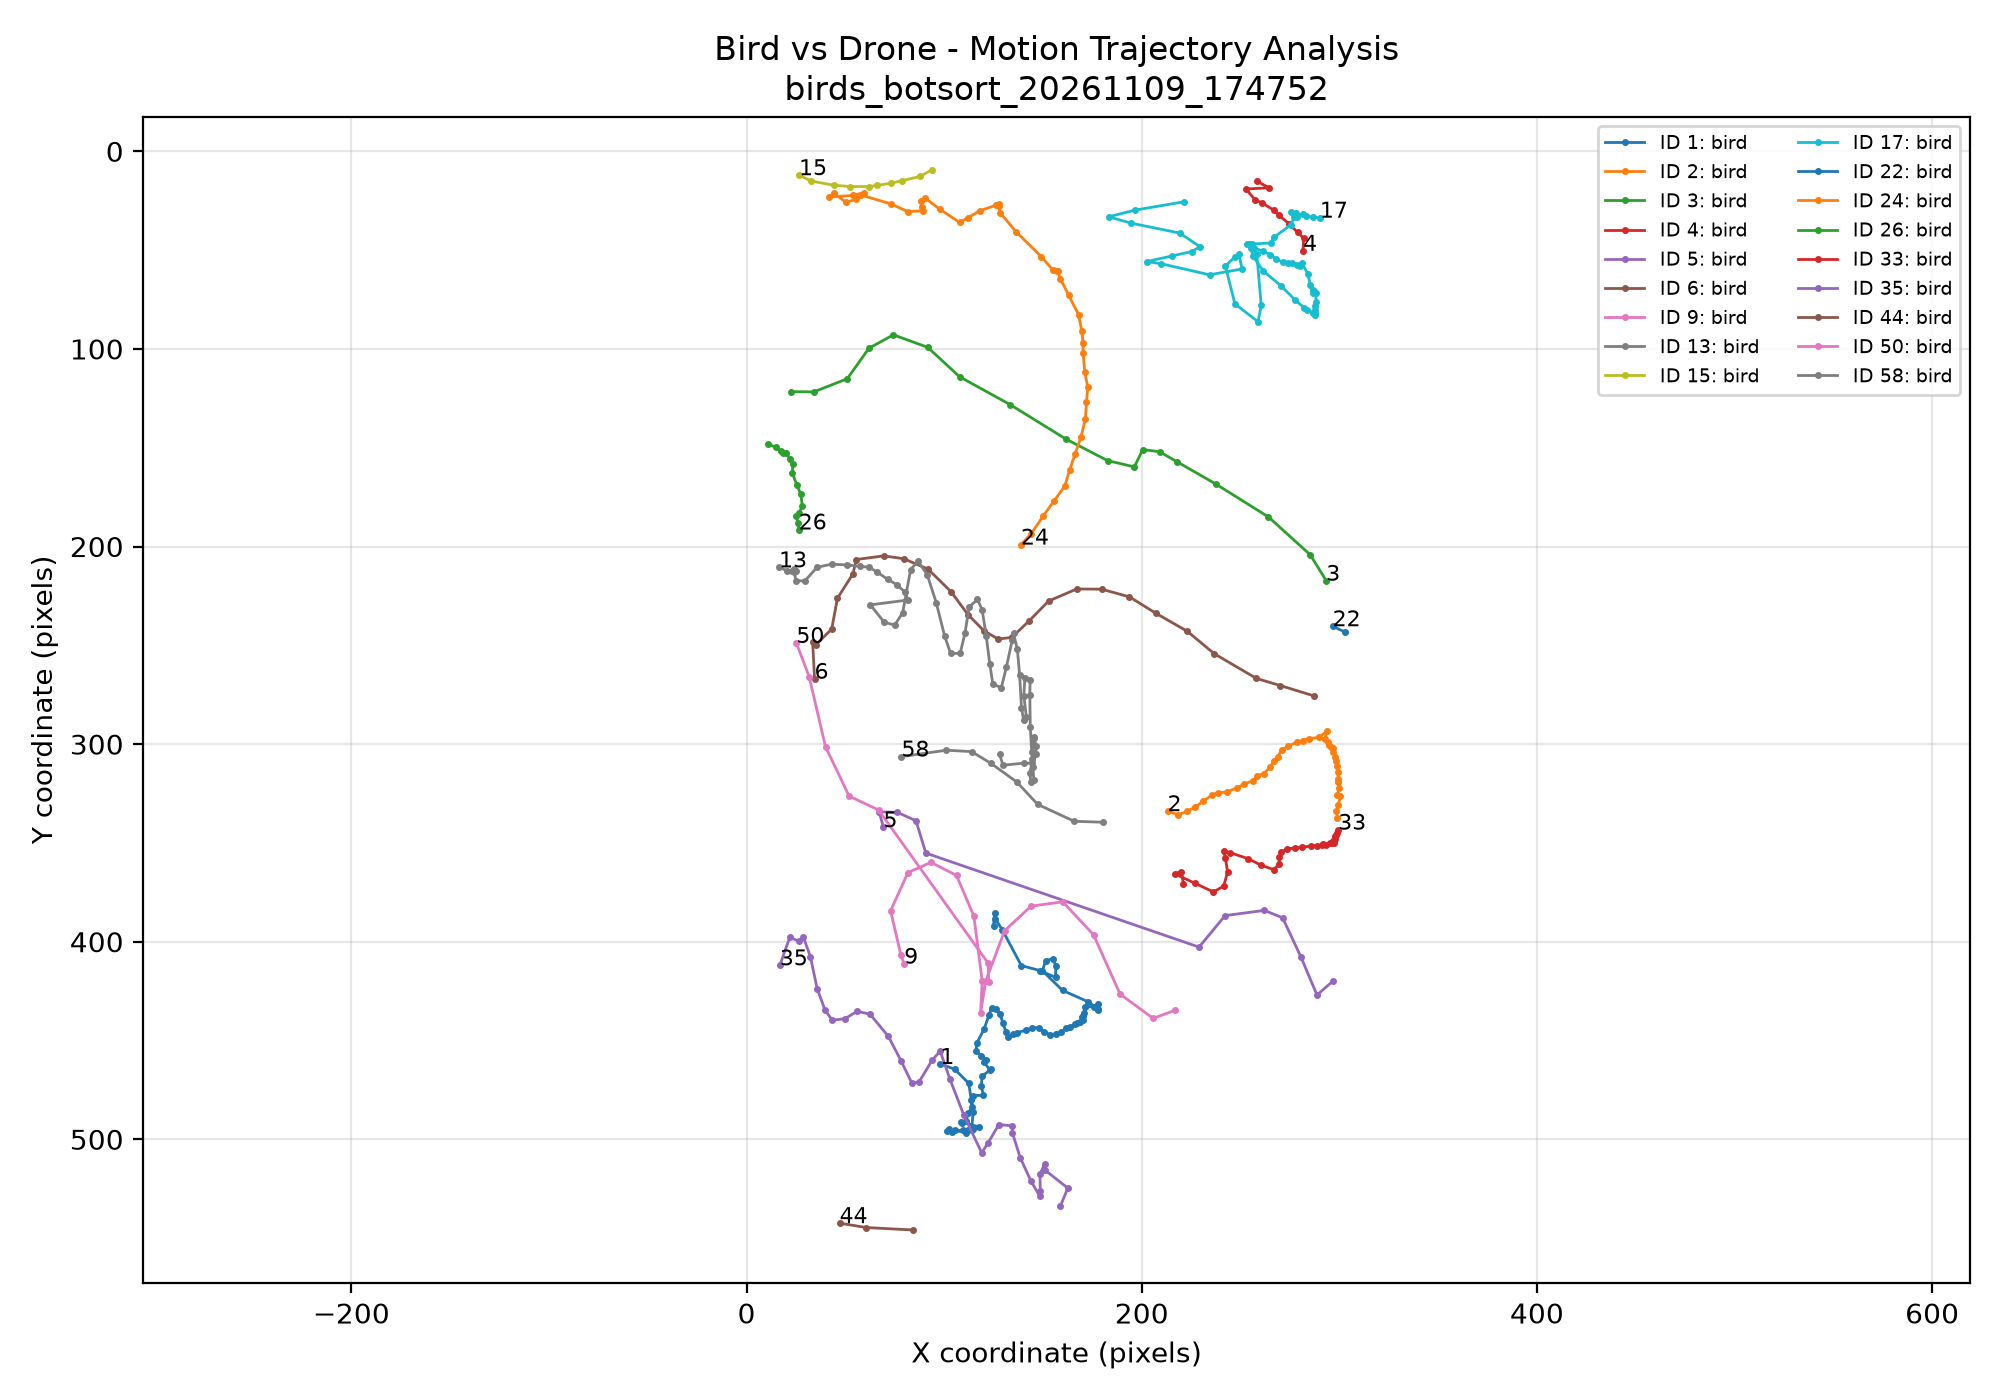 Bird vs Drone - Motion Trajectory Analysis
birds_botsort_20261109_174752
ID 1: bird
ID 2: bird
ID 3: bird
ID 4: bird
ID 5: bird
ID 6: bird
ID 9: bird
ID 13: bird
ID 15: bird
ID 17: bird
ID 22: bird
ID 24: bird
ID 26: bird
ID 33: bird
ID 35: bird
ID 44: bird
ID 50: bird
ID 58: bird
Y coordinate (pixels)
0
100
200
300
400
500
15
17
4
26
24
3
13
22
50
6
58
2
5
33
9
35
1
44
−200
0
200
400
600
X coordinate (pixels)